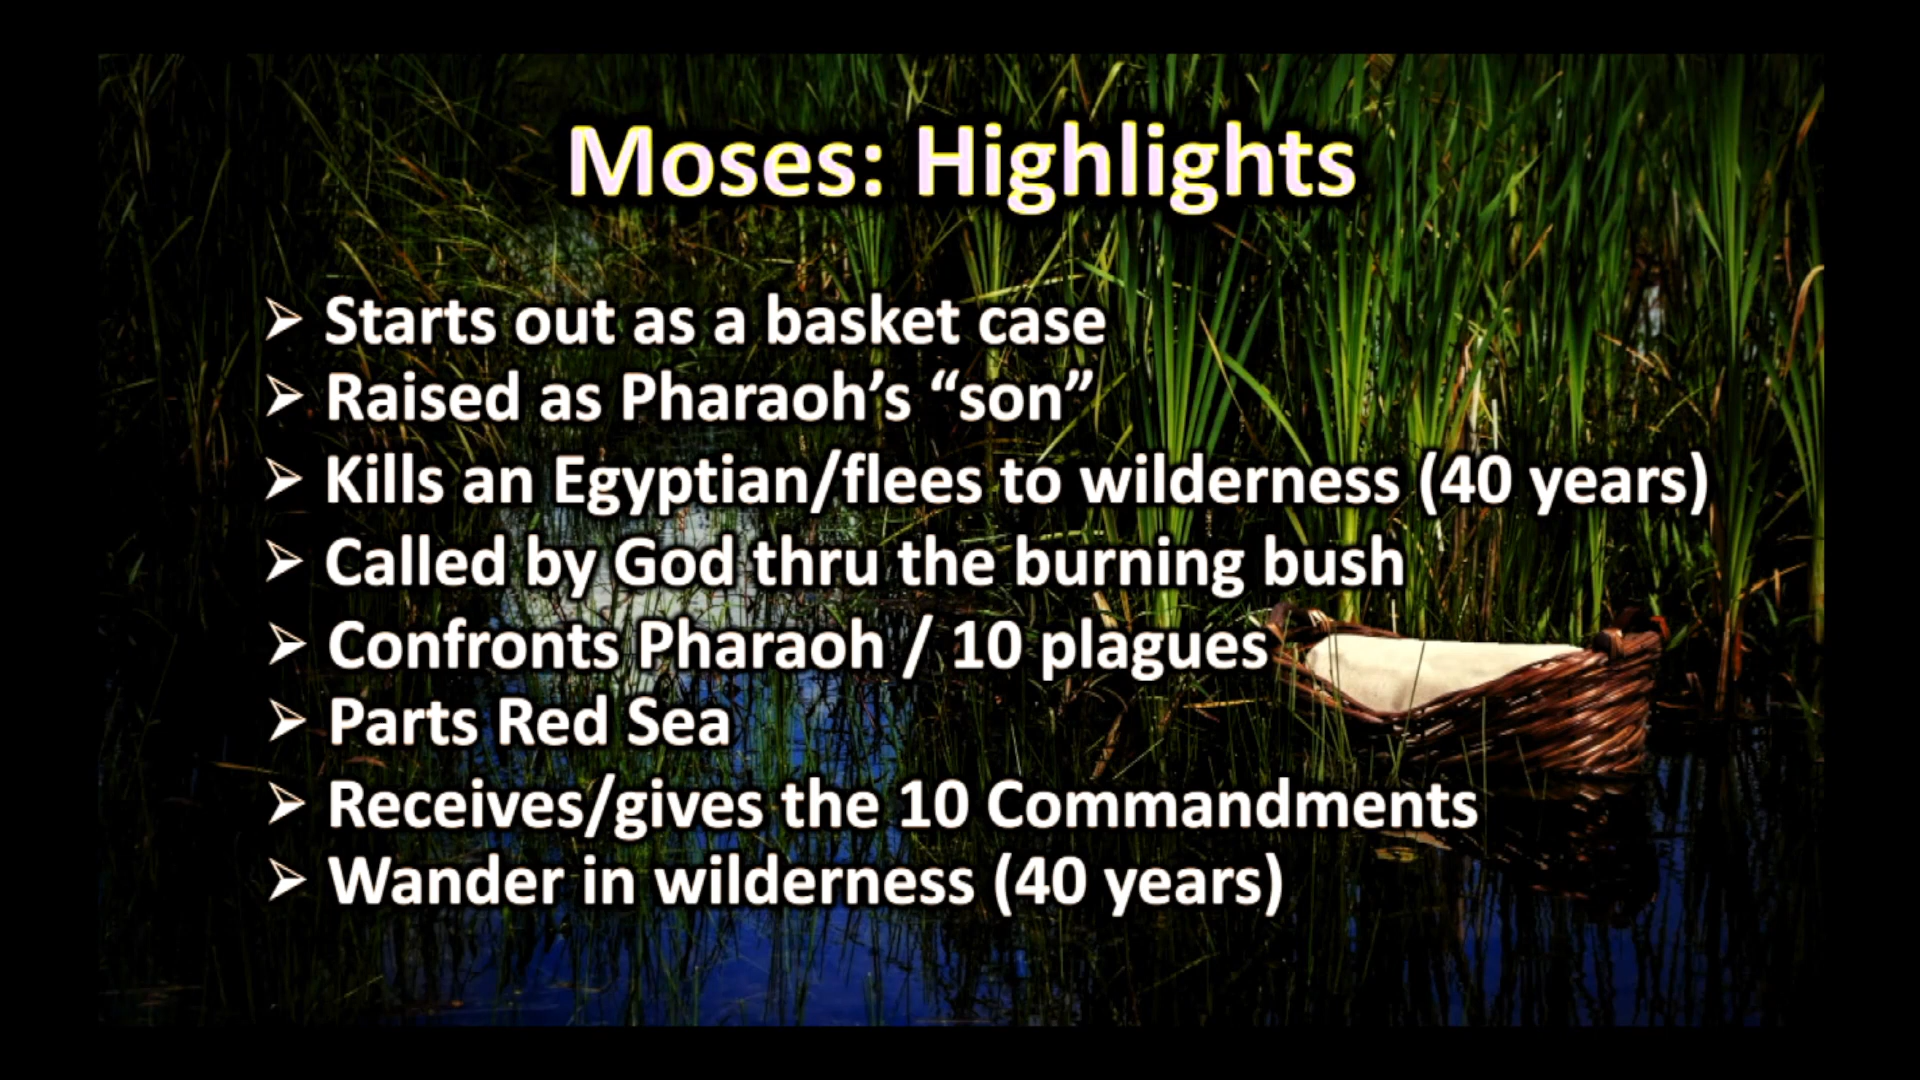 Moses: Highlights
➢ Starts out as a basket case
➢ Raised as Pharaoh’s “son”
➢ Kills an Egyptian/flees to wilderness (40 years)
➢ Called by God thru the burning bush
➢ Confronts Pharaoh / 10 plagues
➢ Parts Red Sea
➢ Receives/gives the 10 Commandments
➢ Wander in wilderness (40 years)